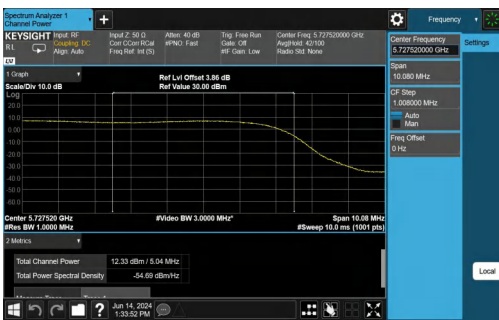 Spectrum Analyzer 1
Channel Power
Frequency
KEYSIGHT
Input: RF
Input Z: 50 Ω
Atten: 40 dB
Trig: Free Run
Center Freq: 5.727520000 GHz
RL
Coupling: DC
Corr CCorr RCal
#PNO: Fast
Gate: Off
Avg|Hold: 42/100
Align: Auto
Freq Ref: Int (S)
#IF Gain: Low
Radio Std: None
Center Frequency
5.727520000 GHz
Settings
Span
10.080 MHz
CF Step
1.008000 MHz
Auto
Man
Freq Offset
0 Hz
1 Graph
Ref Lvl Offset 3.86 dB
Scale/Div 10.0 dB
Ref Value 30.00 dBm
Log
20.0
10.0
0.00
-10.0
-20.0
-30.0
-40.0
-50.0
-60.0
Center 5.727520 GHz
#Video BW 3.0000 MHz*
Span 10.08 MHz
#Res BW 1.0000 MHz
#Sweep 10.0 ms (1001 pts)
2 Metrics
Total Channel Power
12.33 dBm / 5.04 MHz
Total Power Spectral Density
-54.69 dBm/Hz
Local
Jun 14, 2024
1:33:52 PM